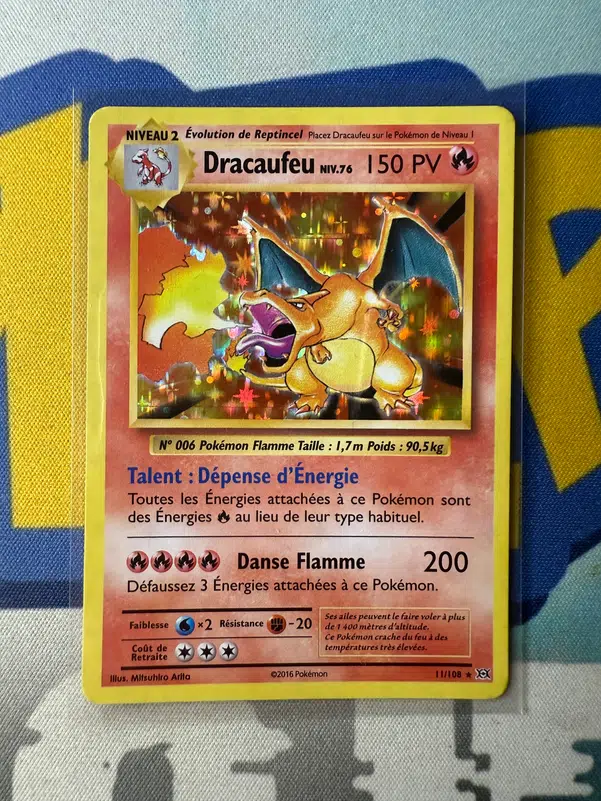 NIVEAU 2 Évolution de Reptincel Placez Dracaufeu sur le Pokémon de Niveau 1
Dracaufeu NIV.76 150 PV
N° 006 Pokémon Flamme Taille : 1,7 m Poids : 90,5 kg
Talent : Dépense d'Énergie
Toutes les Énergies attachées à ce Pokémon sont
des Énergies au lieu de leur type habituel.
Danse Flamme 200
Défaussez 3 Énergies attachées à ce Pokémon.
Faiblesse ×2 Résistance -20
Coût de
Retraite
Ses ailes peuvent le faire voler à plus
de 1 400 mètres d'altitude.
Ce Pokémon crache du feu à des
températures très élevées.
Illus. Mitsuhiro Arita ©2016 Pokémon 11/108 ★